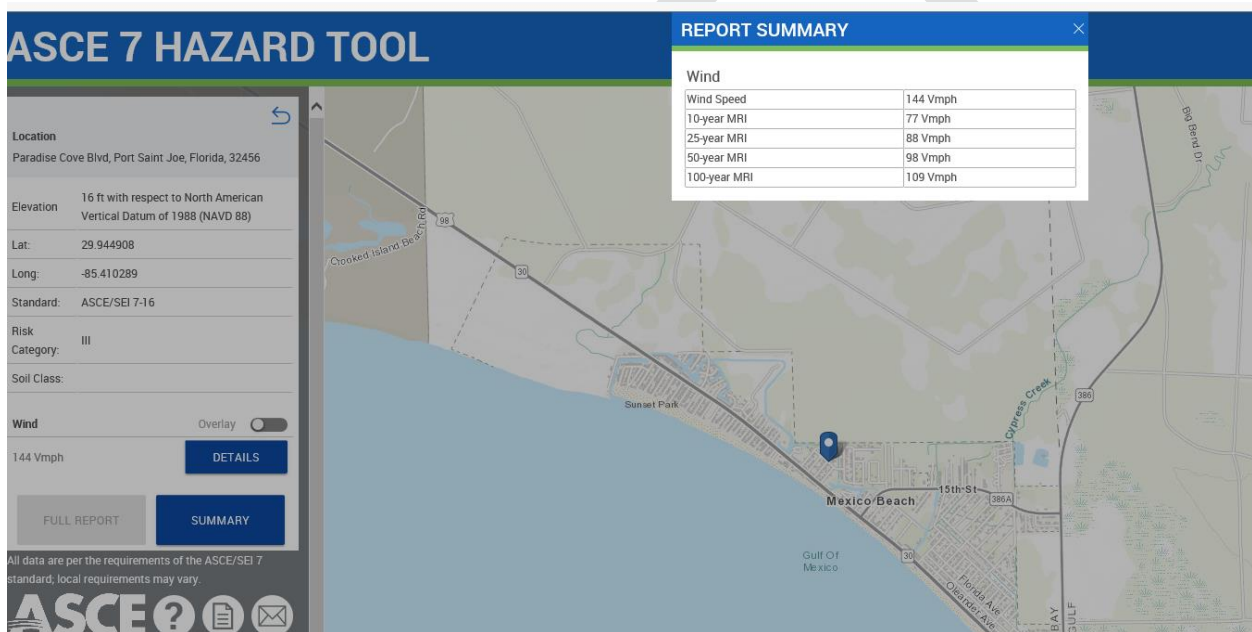 ASCE 7 HAZARD TOOL
REPORT SUMMARY
Wind
Wind Speed 144 Vmph
10-year MRI 77 Vmph
25-year MRI 88 Vmph
50-year MRI 98 Vmph
100-year MRI 109 Vmph
Location
Paradise Cove Blvd, Port Saint Joe, Florida, 32456
Elevation 16 ft with respect to North American
Vertical Datum of 1988 (NAVD 88)
Lat: 29.944908
Long: -85.410289
Standard: ASCE/SEI 7-16
Risk
Category: III
Soil Class:
Wind Overlay
144 Vmph DETAILS
FULL REPORT SUMMARY
All data are per the requirements of the ASCE/SEI 7
standard; local requirements may vary.
ASCE ?
Big Bend Dr
98
Crooked Island Beach Rd
30
Cypress Creek
386
Sunset Park
Mexico Beach
15th St
386A
Gulf Of
Mexico
30
Florida Ave
Oleander Ave
BAY
GULF